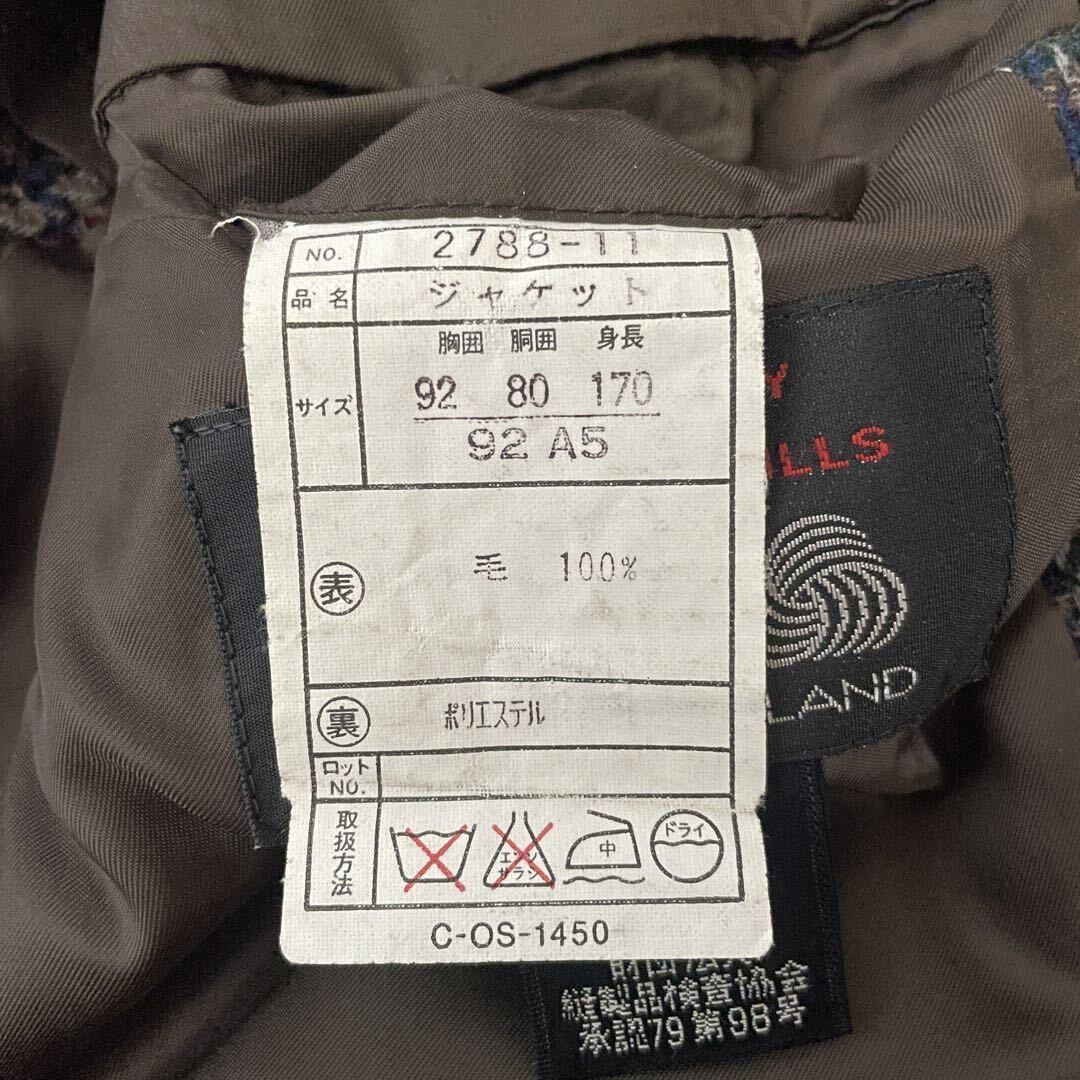 NO. 2788-11
品名 ジャケット
サイズ
胸囲 胴囲 身長
92 80 170
92 A5
表 毛 100%
裏 ポリエステル
ロット
NO.
取扱方法
エンソ
サラシ
中
ドライ
C-OS-1450
Y
ILLS
LAND
縫製製品検査協会
承認79第98号